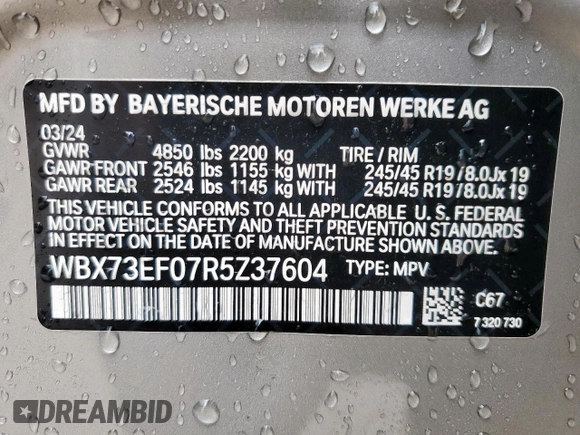 MFD BY BAYERISCHE MOTOREN WERKE AG
03/24
GVWR 4850 lbs 2200 kg TIRE / RIM
GAWR FRONT 2546 lbs 1155 kg WITH 245/45 R19/8.0Jx19
GAWR REAR 2524 lbs 1145 kg WITH 245/45 R19/8.0Jx19
THIS VEHICLE CONFORMS TO ALL APPLICABLE U. S. FEDERAL
MOTOR VEHICLE SAFETY AND THEFT PREVENTION STANDARDS
IN EFFECT ON THE DATE OF MANUFACTURE SHOWN ABOVE.
WBX73EF07R5Z37604 TYPE: MPV
C67
7 320 730
DREAMBID